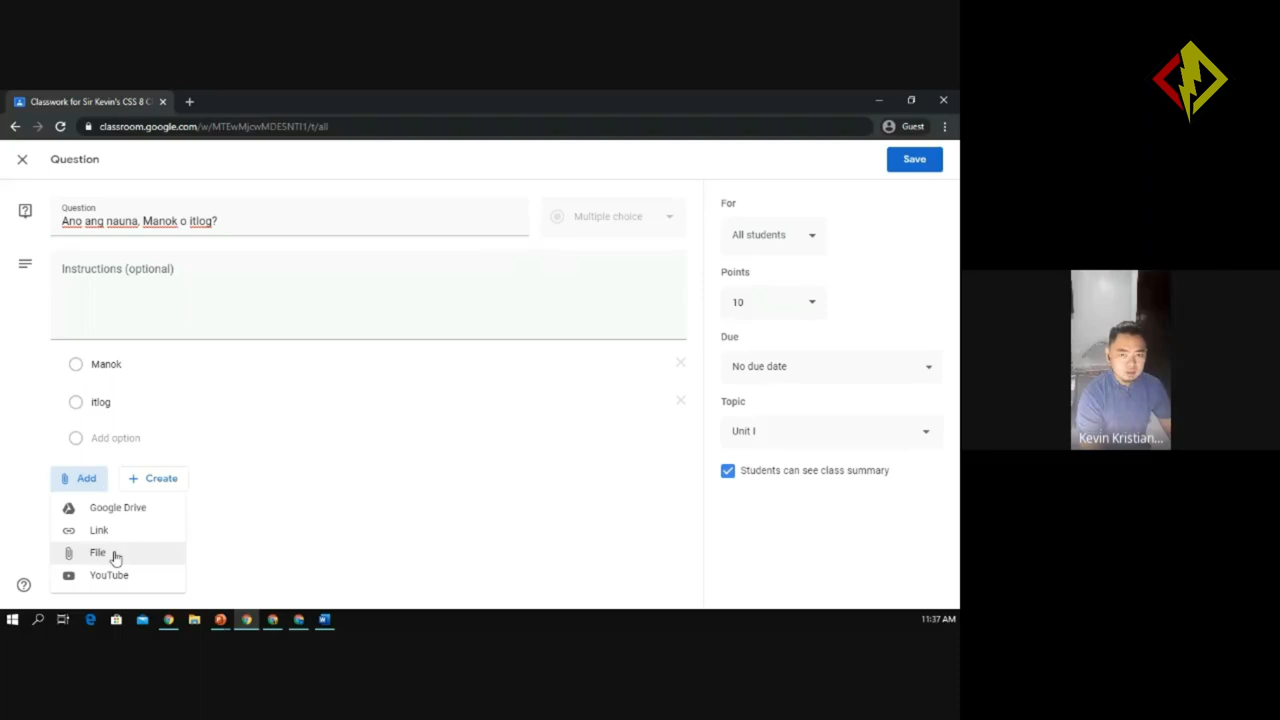 Classwork for Sir Kevin's CSS 8 C
classroom.google.com/w/MTEwMjcwMDE5NTI1/t/all
Guest
Question
Save
Question
Ano ang nauna, Manok o itlog?
Multiple choice
Instructions (optional)
Manok
itlog
Add option
Add
Create
Google Drive
Link
File
YouTube
For
All students
Points
10
Due
No due date
Topic
Unit I
Students can see class summary
11:37 AM
Kevin Kristian...